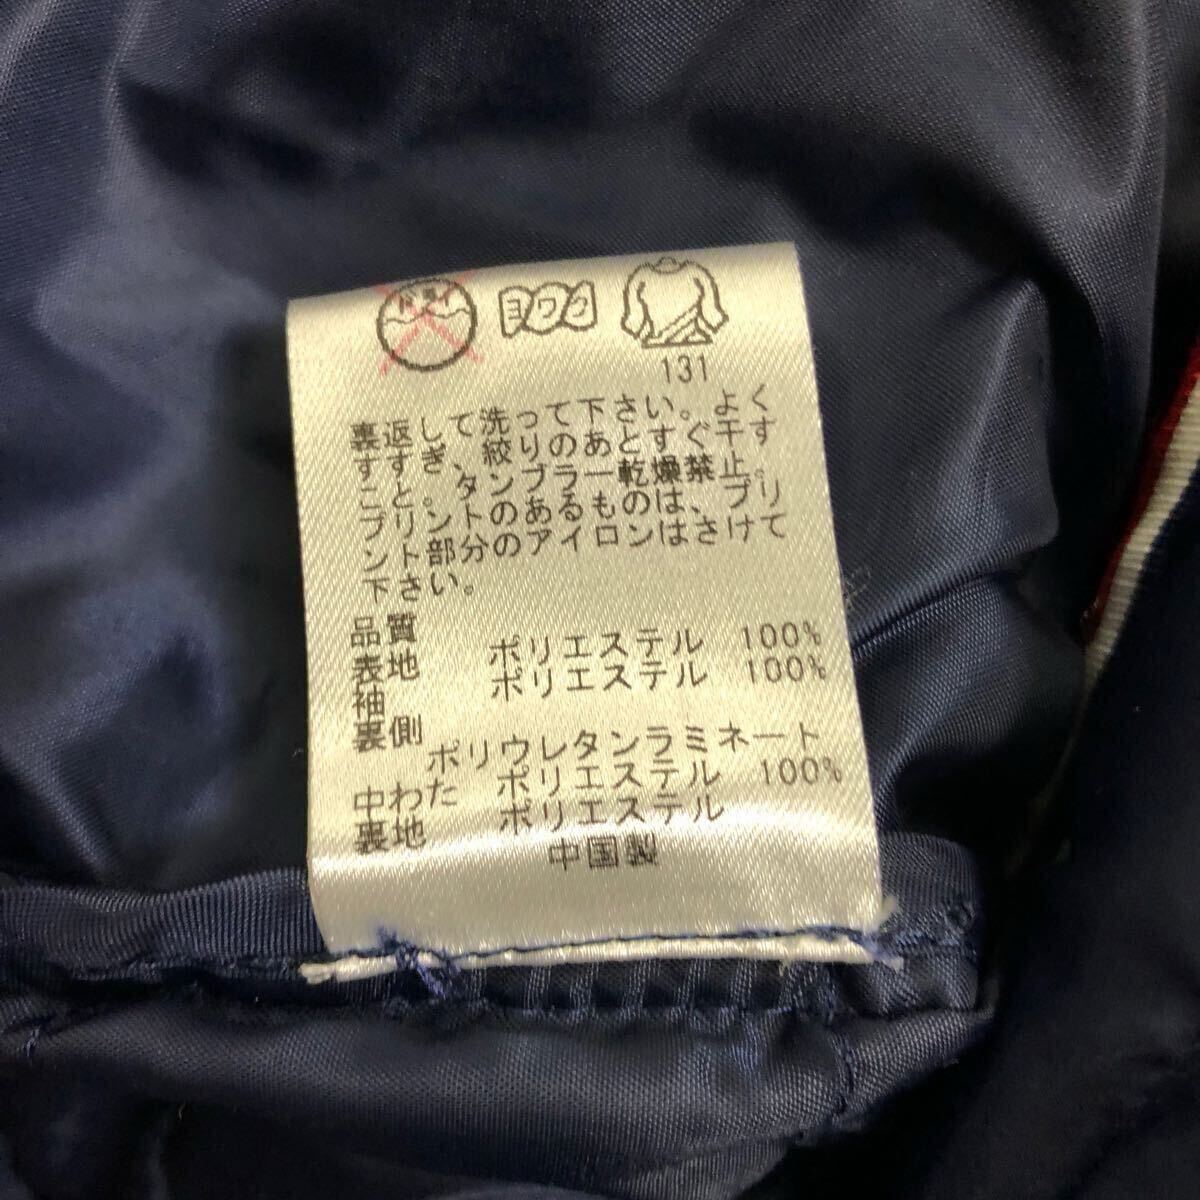 ドライ ヨワク
131
裏返して洗って下さい。よく
すすぎ、絞りのあとすぐ干す
こと。タンブラー乾燥禁止。
プリントのあるものは、プリ
ント部分のアイロンはさけて
下さい。
品質
表地 ポリエステル 100%
袖 ポリエステル 100%
裏側
ポリウレタンラミネート
中わた ポリエステル 100%
裏地 ポリエステル
中国製